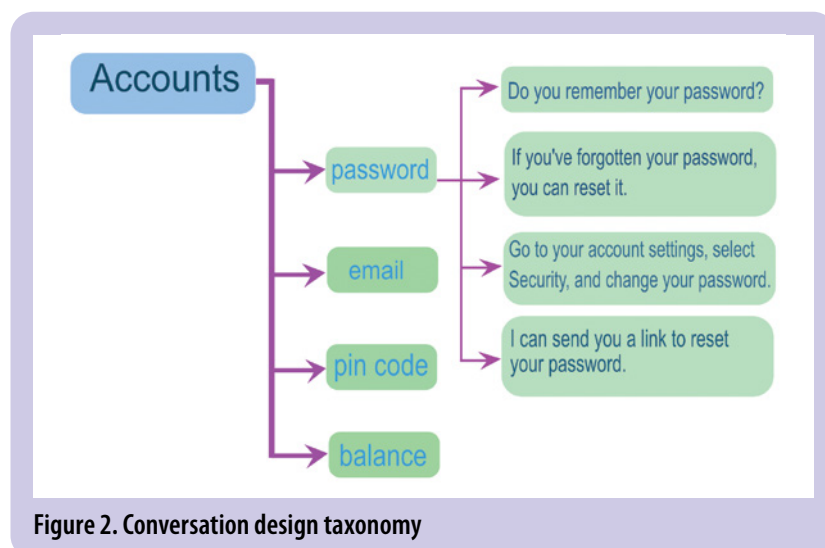 Accounts
password
email
pin code
balance
Do you remember your password?
If you've forgotten your password,
you can reset it.
Go to your account settings, select
Security, and change your password.
I can send you a link to reset
your password.
Figure 2. Conversation design taxonomy